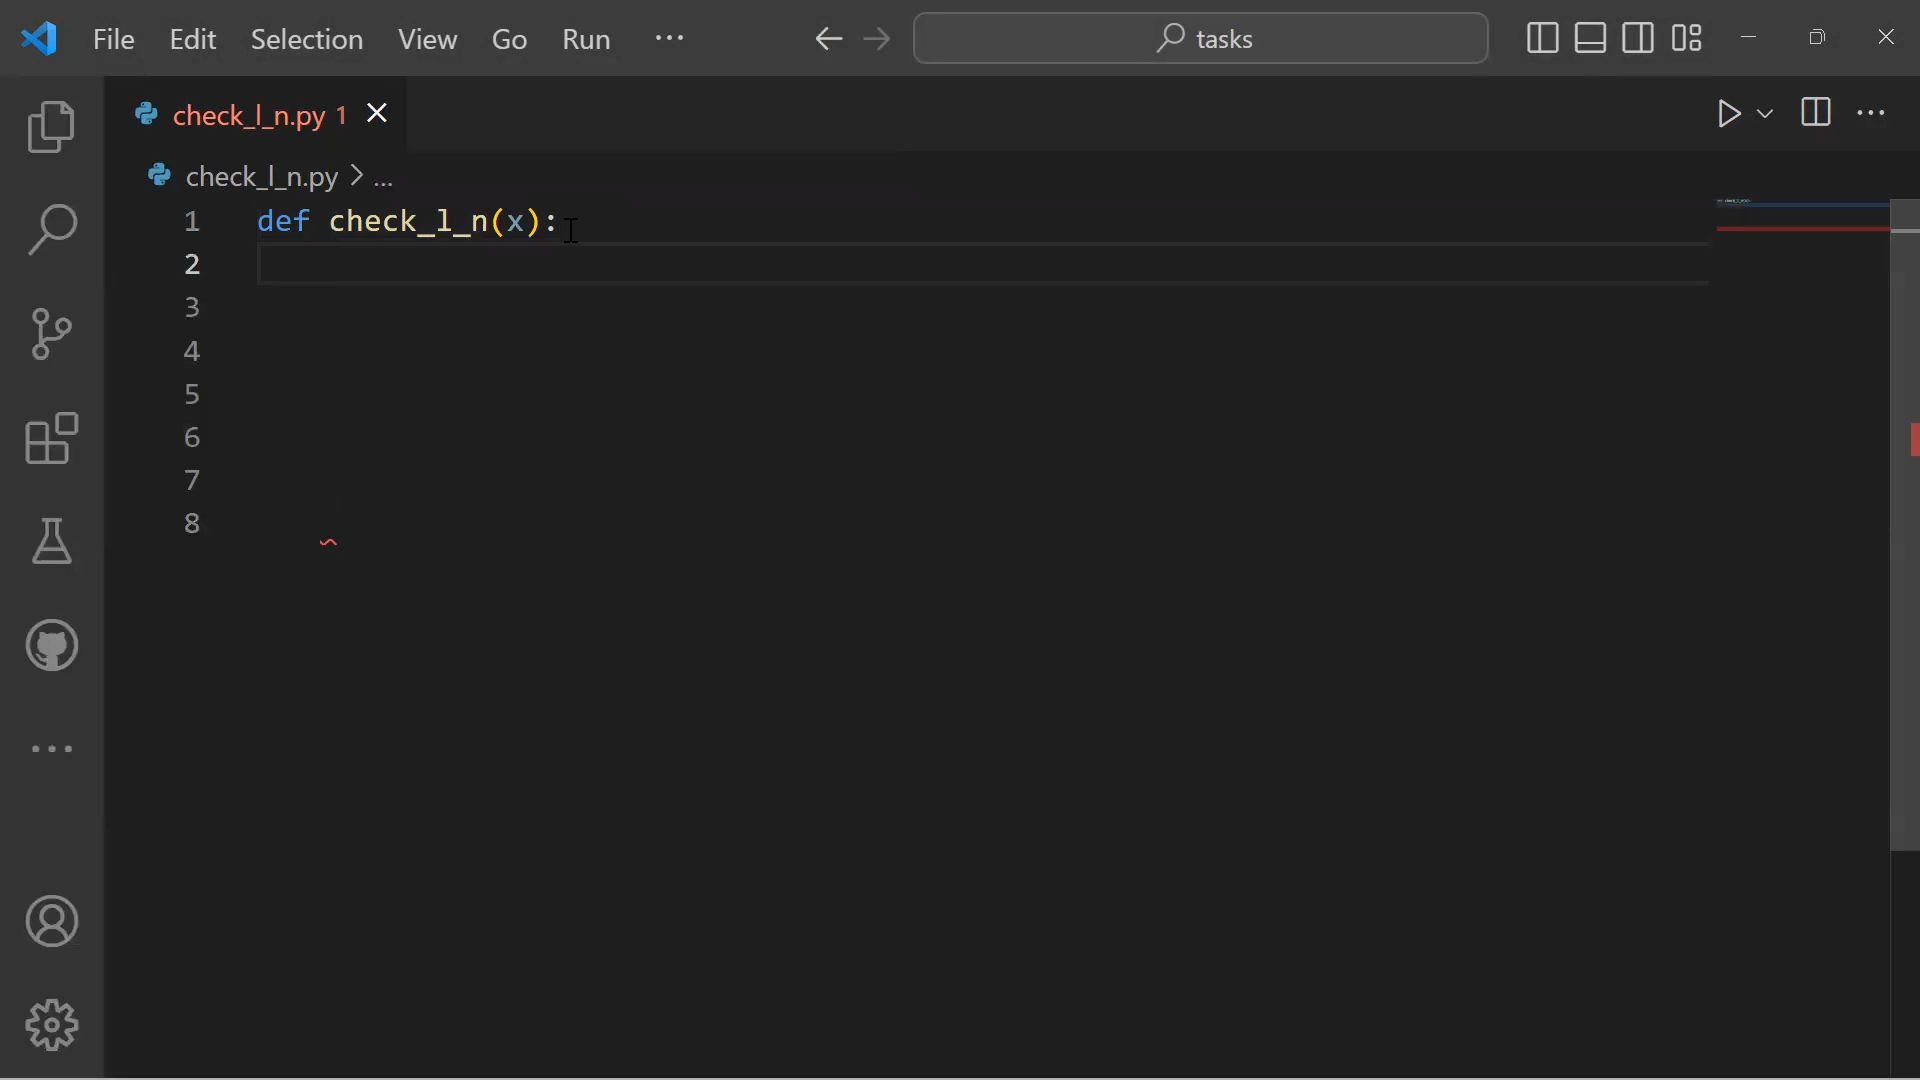 File Edit Selection View Go Run ··· tasks
check_l_n.py 1
check_l_n.py > ...
1 def check_l_n(x):
2
3
4
5
6
7
8